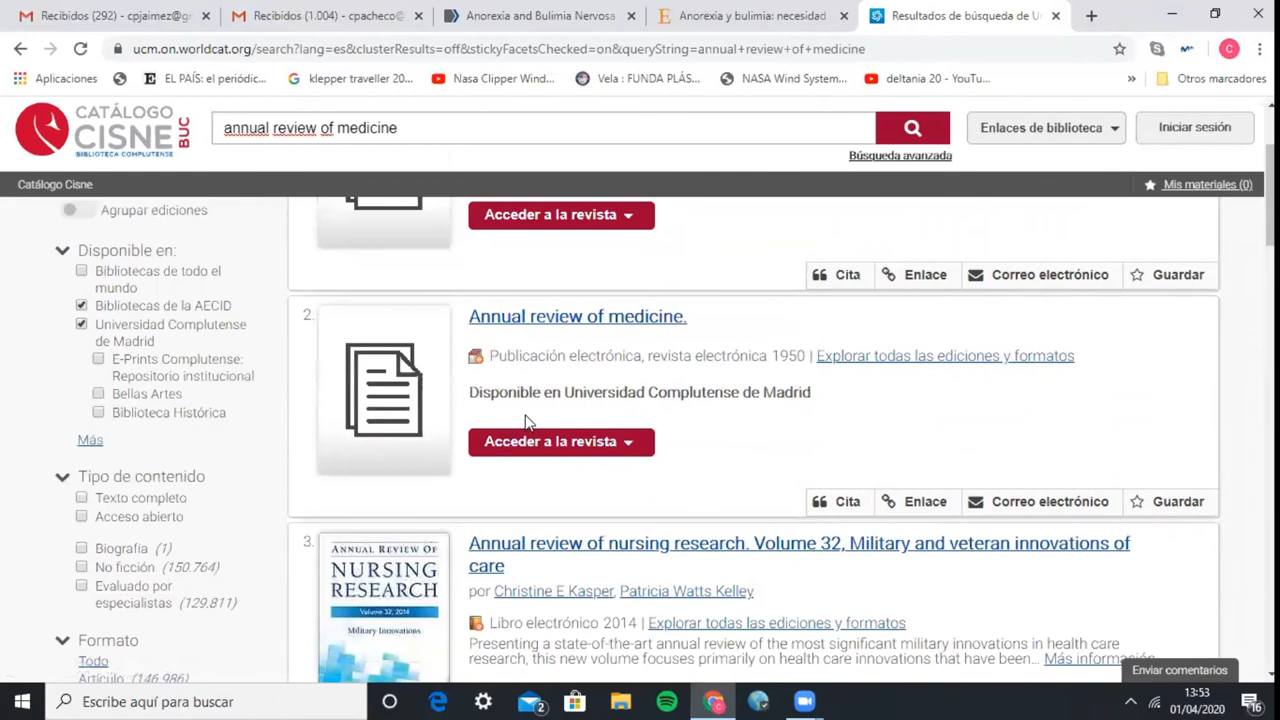 Recibidos (292) - cpjaimez@gr
Recibidos (1.004) - cpacheco@
Anorexia and Bulimia Nervosa
Anorexia y bulimia: necesidad
Resultados de búsqueda de Un
ucm.on.worldcat.org/search?lang=es&clusterResults=off&stickyFacetsChecked=on&queryString=annual+review+of+medicine
Aplicaciones
EL PAÍS: el periódic...
klepper traveller 20...
Nasa Clipper Win...
Vela : FUNDA PLÁS...
NASA Wind System...
deltania 20 - YouTu...
»
Otros marcadores
CATÁLOGO
CISNE
BIBLIOTECA COMPLUTENSE
BUC
annual review of medicine
Enlaces de biblioteca
Iniciar sesión
Búsqueda avanzada
Catálogo Cisne
Mis materiales (0)
Agrupar ediciones
Disponible en:
Bibliotecas de todo el
mundo
Bibliotecas de la AECID
Universidad Complutense
de Madrid
E-Prints Complutense:
Repositorio institucional
Bellas Artes
Biblioteca Histórica
Más
Tipo de contenido
Texto completo
Acceso abierto
Biografía (1)
No ficción (150.764)
Evaluado por
especialistas (129.811)
Formato
Todo
Artículo (146.986)
Acceder a la revista
Cita Enlace Correo electrónico Guardar
2.
Annual review of medicine.
Publicación electrónica, revista electrónica 1950 | Explorar todas las ediciones y formatos
Disponible en Universidad Complutense de Madrid
Acceder a la revista
Cita Enlace Correo electrónico Guardar
3.
ANNUAL REVIEW OF
NURSING
RESEARCH
Volume 32, 2014
Military Innovations
Annual review of nursing research. Volume 32, Military and veteran innovations of
care
por Christine E Kasper, Patricia Watts Kelley
Libro electrónico 2014 | Explorar todas las ediciones y formatos
Presenting a state-of-the-art annual review of the most significant military innovations in health care
research, this new volume focuses primarily on health care innovations that have been... Más información
Enviar comentarios
Escribe aquí para buscar
2
13:53
01/04/2020
16